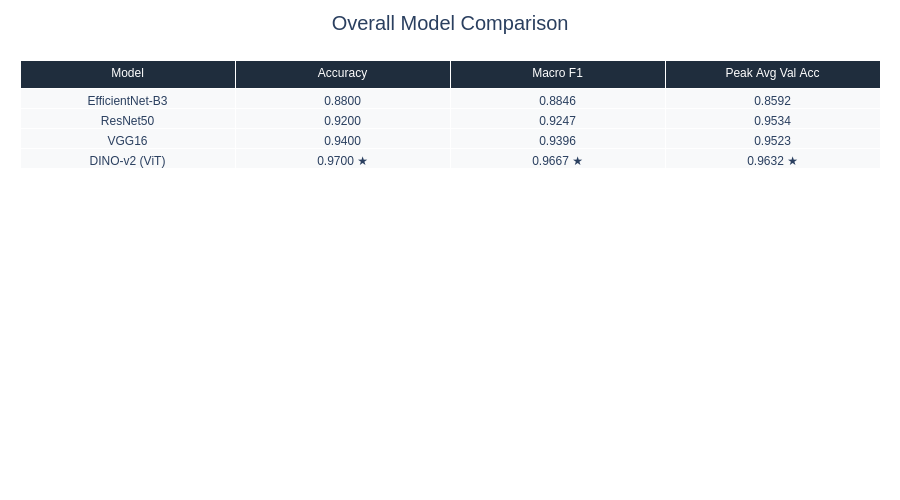 Overall Model Comparison
Model Accuracy Macro F1 Peak Avg Val Acc
EfficientNet-B3 0.8800 0.8846 0.8592
ResNet50 0.9200 0.9247 0.9534
VGG16 0.9400 0.9396 0.9523
DINO-v2 (ViT) 0.9700 ★ 0.9667 ★ 0.9632 ★